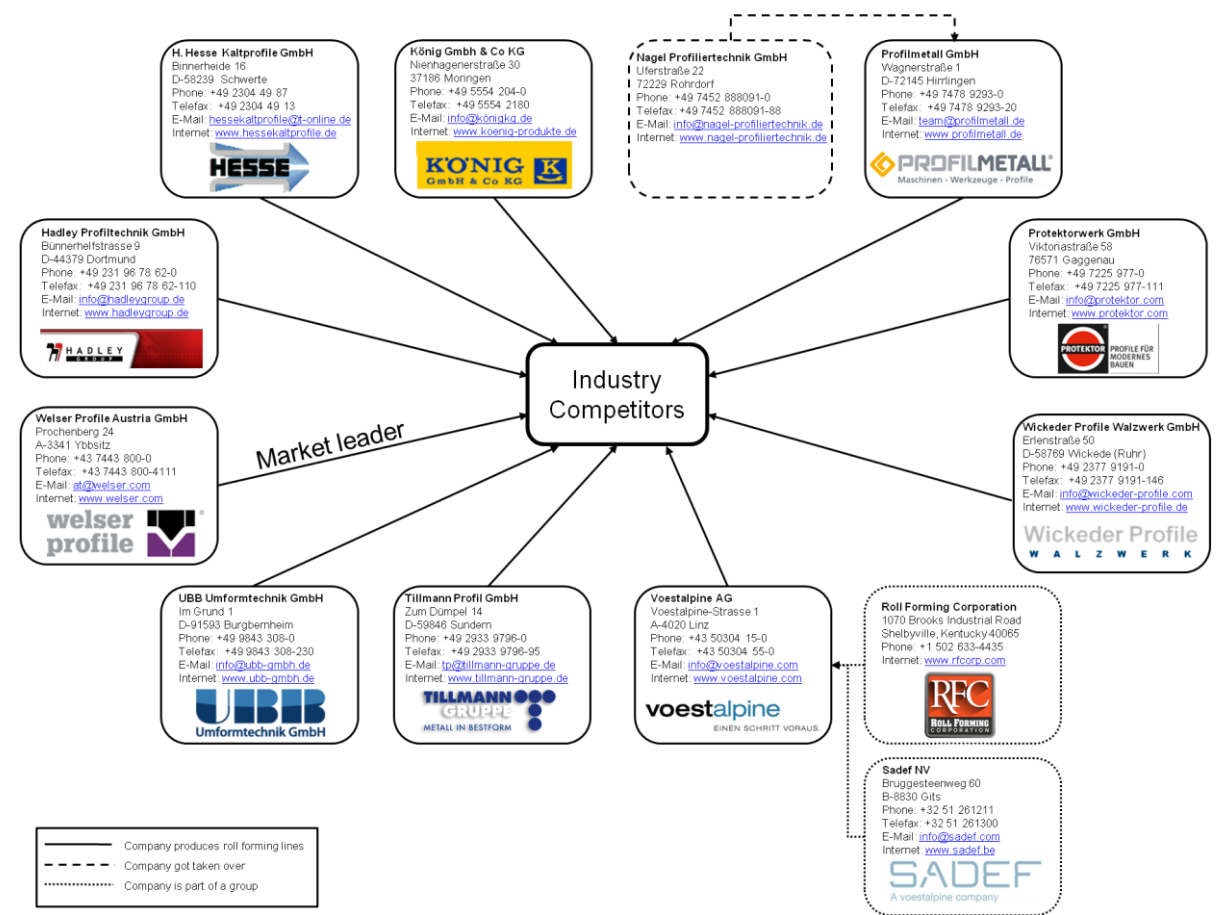 H. Hesse Kaltprofile GmbH
Binnerheide 16
D-58239 Schwerte
Phone: +49 2304 49 87
Telefax: +49 2304 49 13
E-Mail: hessekaltprofile@t-online.de
Internet: www.hessekaltprofile.de
HESSE
König Gmbh & Co KG
Nienhagenerstraße 30
37186 Moringen
Phone: +49 5554 204-0
Telefax: +49 5554 2180
E-Mail: info@königkg.de
Internet: www.koenig-produkte.de
KÖNIG K
GmbH & Co KG
Nagel Profiliertechnik GmbH
Uferstraße 22
72229 Rohrdorf
Phone: +49 7452 888091-0
Telefax: +49 7452 888091-88
E-Mail: info@nagel-profiliertechnik.de
Internet: www.nagel-profiliertechnik.de
Profilmetall GmbH
Wagnerstraße 1
D-72145 Hirrlingen
Phone: +49 7478 9293-0
Telefax: +49 7478 9293-20
E-Mail: team@profilmetall.de
Internet: www.profilmetall.de
PROFILMETALL®
Maschinen - Werkzeuge - Profile
Hadley Profiltechnik GmbH
Bünnerhelfstrasse 9
D-44379 Dortmund
Phone: +49 231 96 78 62-0
Telefax: +49 231 96 78 62-110
E-Mail: info@hadleygroup.de
Internet: www.hadleygroup.de
HADLEY
GROUP
Protektorwerk GmbH
Viktoriastraße 58
76571 Gaggenau
Phone: +49 7225 977-0
Telefax: +49 7225 977-111
E-Mail: info@protektor.com
Internet: www.protektor.com
PROTEKTOR
PROFILE FÜR
MODERNES
BAUEN
Industry
Competitors
Welser Profile Austria GmbH
Prochenberg 24
A-3341 Ybbsitz
Phone: +43 7443 800-0
Telefax: +43 7443 800-4111
E-Mail: at@welser.com
Internet: www.welser.com
welser
profile
Market leader
Wickeder Profile Walzwerk GmbH
Erlenstraße 50
D-58769 Wickede (Ruhr)
Phone: +49 2377 9191-0
Telefax: +49 2377 9191-146
E-Mail: info@wickeder-profile.com
Internet: www.wickeder-profile.de
Wickeder Profile
WALZWERK
UBB Umformtechnik GmbH
Im Grund 1
D-91593 Burgbernheim
Phone: +49 9843 308-0
Telefax: +49 9843 308-230
E-Mail: info@ubb-gmbh.de
Internet: www.ubb-gmbh.de
UBB
Umformtechnik GmbH
Tillmann Profil GmbH
Zum Dümpel 14
D-59846 Sundern
Phone: +49 2933 9796-0
Telefax: +49 2933 9796-95
E-Mail: tp@tillmann-gruppe.de
Internet: www.tillmann-gruppe.de
TILLMANN
GRUPPE
METALL IN BESTFORM
Voestalpine AG
Voestalpine-Strasse 1
A-4020 Linz
Phone: +43 50304 15-0
Telefax: +43 50304 55-0
E-Mail: info@voestalpine.com
Internet: www.voestalpine.com
voestalpine
EINEN SCHRITT VORAUS.
Roll Forming Corporation
1070 Brooks Industrial Road
Shelbyville, Kentucky 40065
Phone: +1 502 633-4435
Internet: www.rfcorp.com
RFC
ROLL FORMING
CORPORATION
Sadef NV
Bruggesteenweg 60
B-8830 Gits
Phone: +32 51 261211
Telefax: +32 51 261300
E-Mail: info@sadef.com
Internet: www.sadef.be
SADEF
A voestalpine company
Company produces roll forming lines
Company got taken over
Company is part of a group